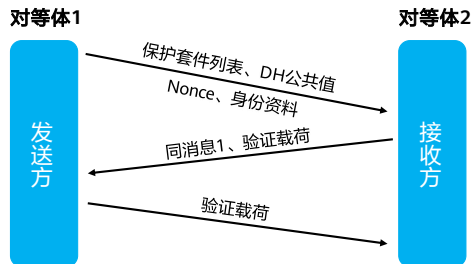 对等体1
对等体2
保护套件列表、DH公共值
Nonce、身份资料
同消息1、验证载荷
验证载荷
发送方
接收方